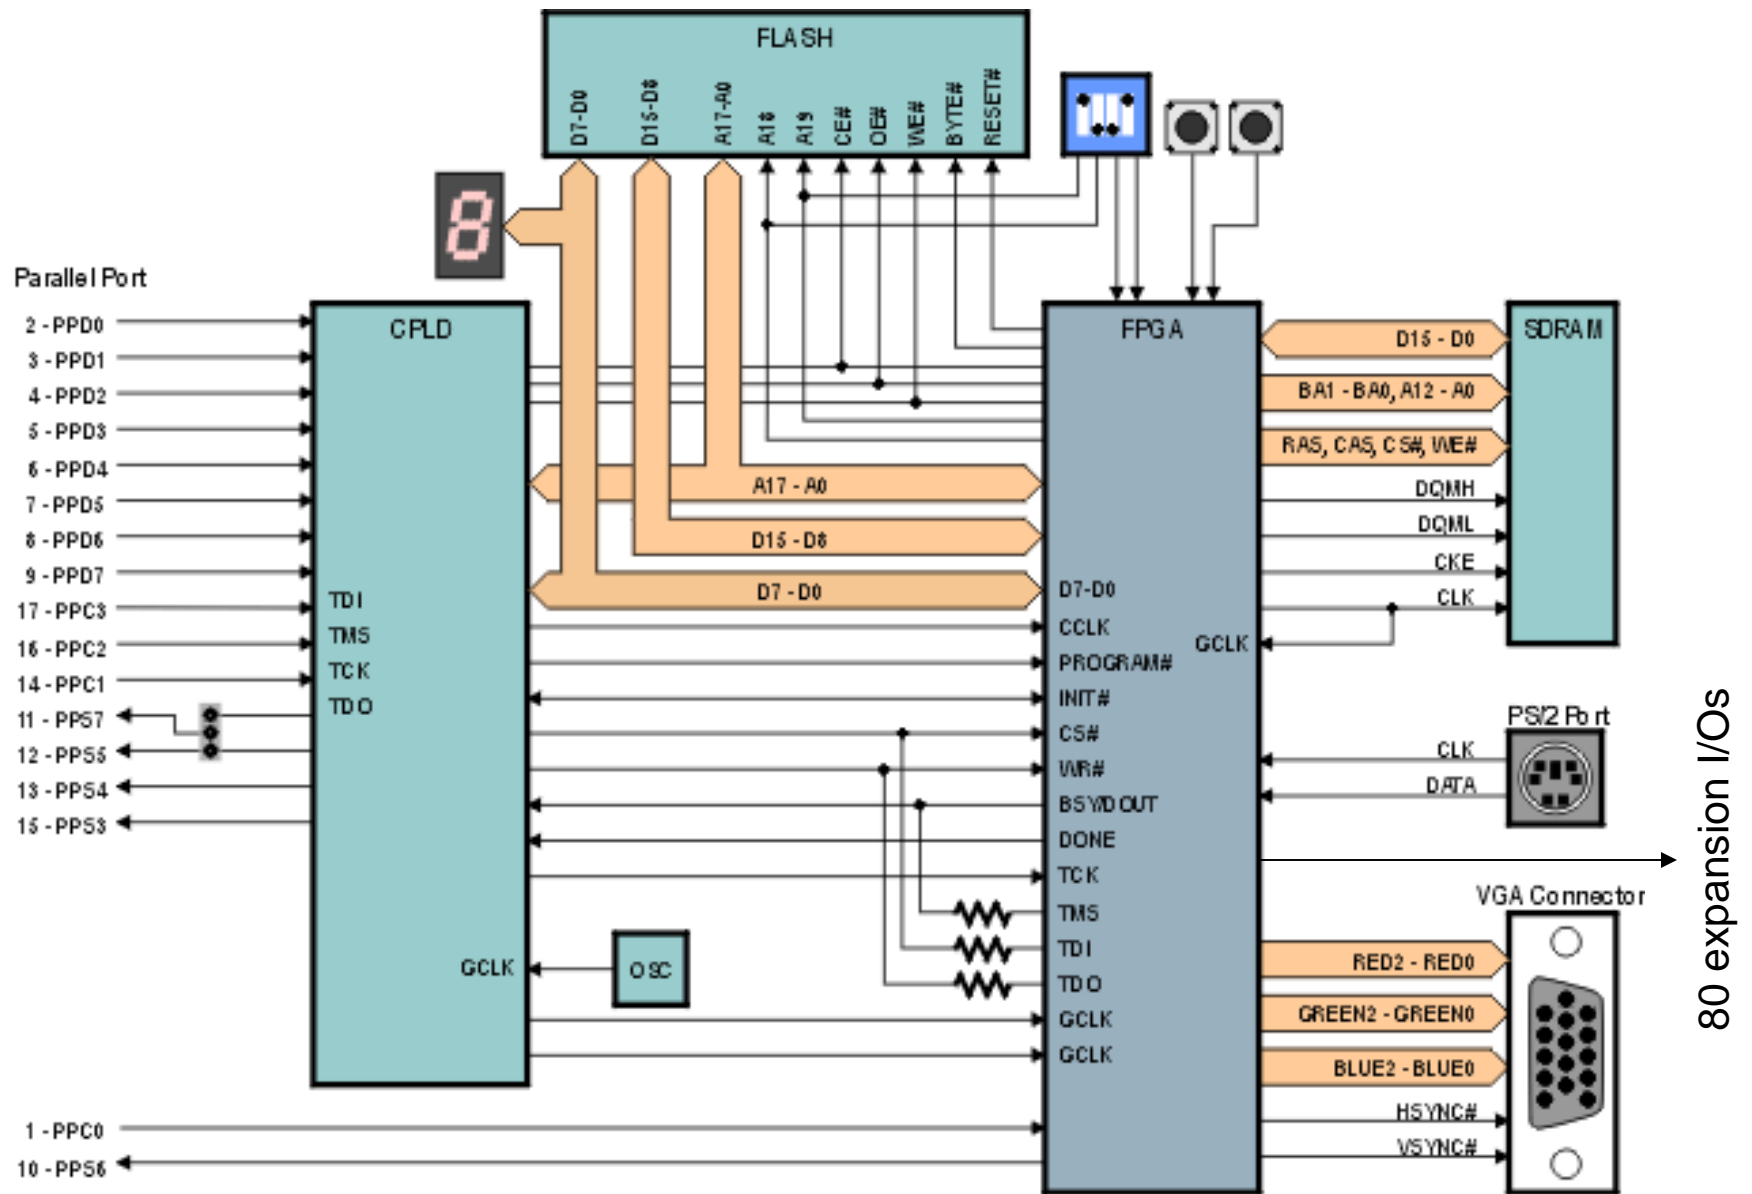 FLASH
D7-D0
D15-D8
A17-A0
A18
A19
CE#
OE#
WE#
BYTE#
RESET#
8
Parallel Port
2 - PPD0
3 - PPD1
4 - PPD2
5 - PPD3
6 - PPD4
7 - PPD5
8 - PPD6
9 - PPD7
17 - PPC3
16 - PPC2
14 - PPC1
11 - PPS7
12 - PPS5
13 - PPS4
15 - PPS3
1 - PPC0
10 - PPS6
CPLD
TDI
TMS
TCK
TDO
GCLK
OSC
A17 - A0
D15 - D8
D7 - D0
FPGA
D7-D0
CCLK
PROGRAM#
INIT#
CS#
WR#
BSY/DOUT
DONE
TCK
TMS
TDI
TDO
GCLK
GCLK
GCLK
D15 - D0
BA1 - BA0, A12 - A0
RAS, CAS, CS#, WE#
DQMH
DQML
CKE
CLK
SDRAM
PS/2 Port
CLK
DATA
80 expansion I/Os
VGA Connector
RED2 - RED0
GREEN2 - GREEN0
BLUE2 - BLUE0
HSYNC#
VSYNC#